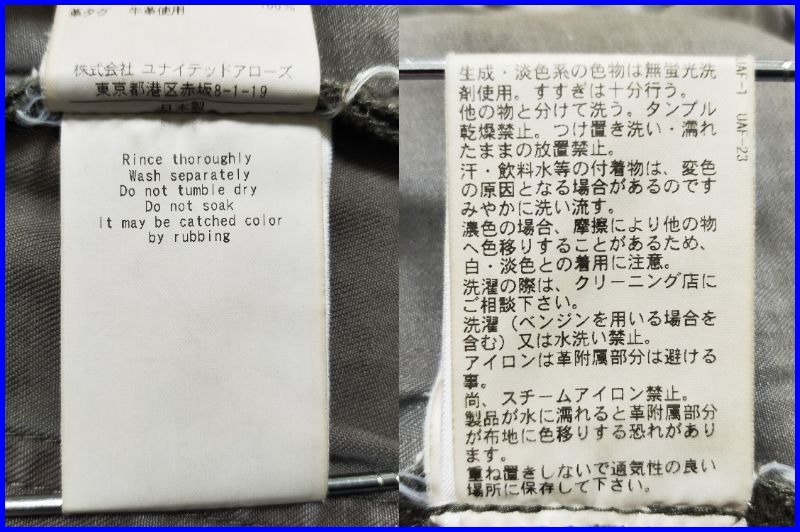 革タグ 牛革使用 100%
株式会社 ユナイテッドアローズ
東京都港区赤坂8-1-19
日本製
Rince thoroughly
Wash separately
Do not tumble dry
Do not soak
It may be catched color
by rubbing
生成・淡色系の色物は無蛍光洗
剤使用。すすぎは十分行う。
他の物と分けて洗う。タンブル
乾燥禁止。つけ置き洗い・濡れ
たままの放置禁止。
汗・飲料水等の付着物は、変色
の原因となる場合があるのです
みやかに洗い流す。
濃色の場合、摩擦により他の物
へ色移りすることがあるため、
白・淡色との着用に注意。
洗濯の際は、クリーニング店に
ご相談下さい。
洗濯（ベンジンを用いる場合を
含む）又は水洗い禁止。
アイロンは革附属部分は避ける
事。
尚、スチームアイロン禁止。
製品が水に濡れると革附属部分
が布地に色移りする恐れがあり
ます。
重ね置きしないで通気性の良い
場所に保存して下さい。
UAF-1 UAF-23